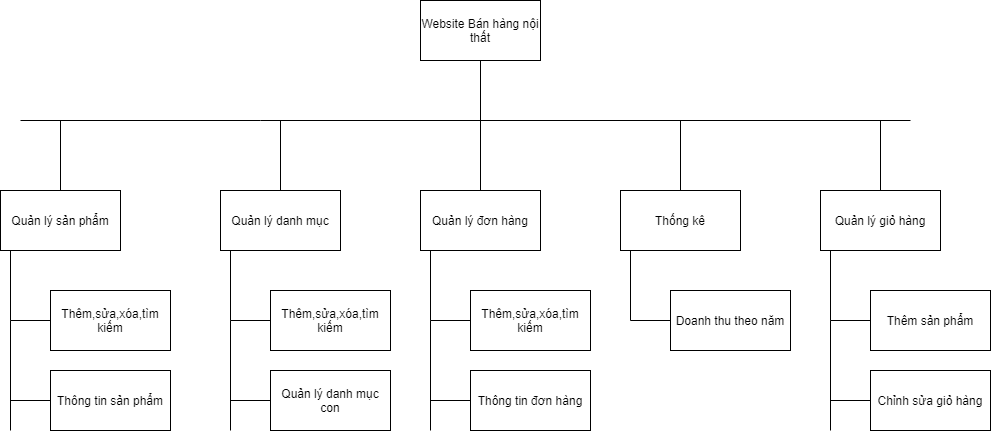 Website Bán hàng nội
thất
Quản lý sản phẩm
Quản lý danh mục
Quản lý đơn hàng
Thống kê
Quản lý giỏ hàng
Thêm,sửa,xóa,tìm
kiếm
Thêm,sửa,xóa,tìm
kiếm
Thêm,sửa,xóa,tìm
kiếm
Doanh thu theo năm
Thêm sản phẩm
Thông tin sản phẩm
Quản lý danh mục
con
Thông tin đơn hàng
Chỉnh sửa giỏ hàng